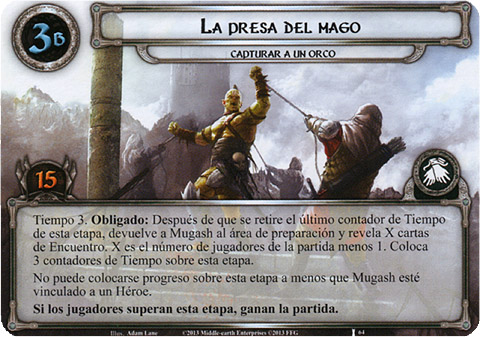 3B
LA PRESA DEL MAGO
CAPTURAR A UN ORCO
15
Tiempo 3. Obligado: Después de que se retire el último contador de Tiempo
de esta etapa, devuelve a Mugash al área de preparación y revela X cartas
de Encuentro. X es el número de jugadores de la partida menos 1. Coloca
3 contadores de Tiempo sobre esta etapa.
No puede colocarse progreso sobre esta etapa a menos que Mugash esté
vinculado a un Héroe.
Si los jugadores superan esta etapa, ganan la partida.
Illus. Adam Lane ©2013 Middle-earth Enterprises ©2013 FFG 64